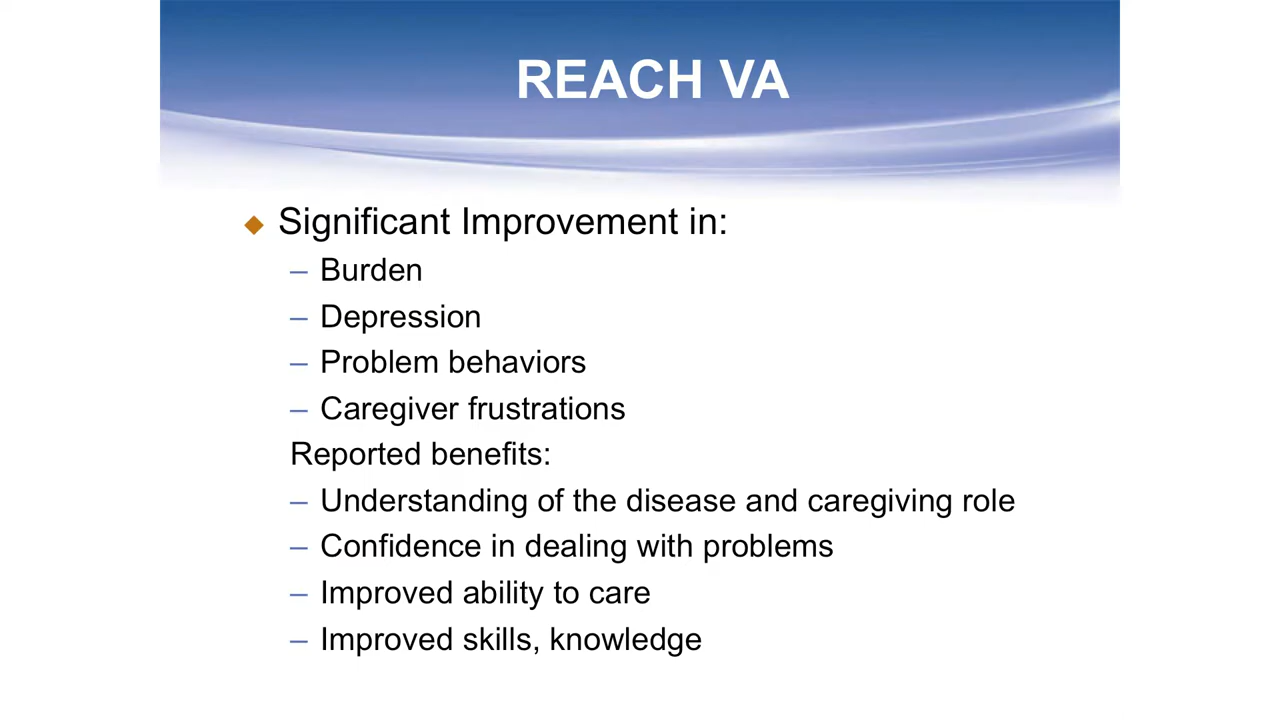 REACH VA
◆ Significant Improvement in:
– Burden
– Depression
– Problem behaviors
– Caregiver frustrations
Reported benefits:
– Understanding of the disease and caregiving role
– Confidence in dealing with problems
– Improved ability to care
– Improved skills, knowledge